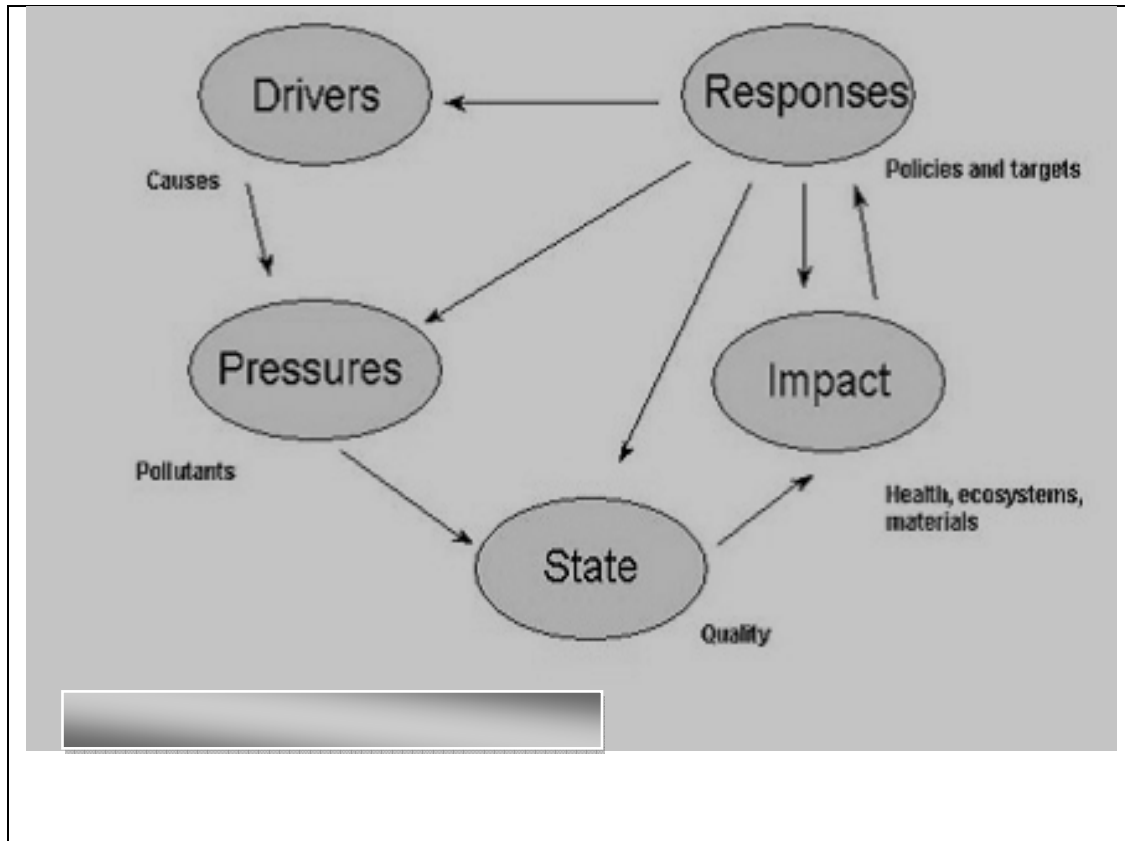 Drivers
Responses
Causes
Policies and targets
Pressures
Impact
Pollutants
Health, ecosystems,
materials
State
Quality